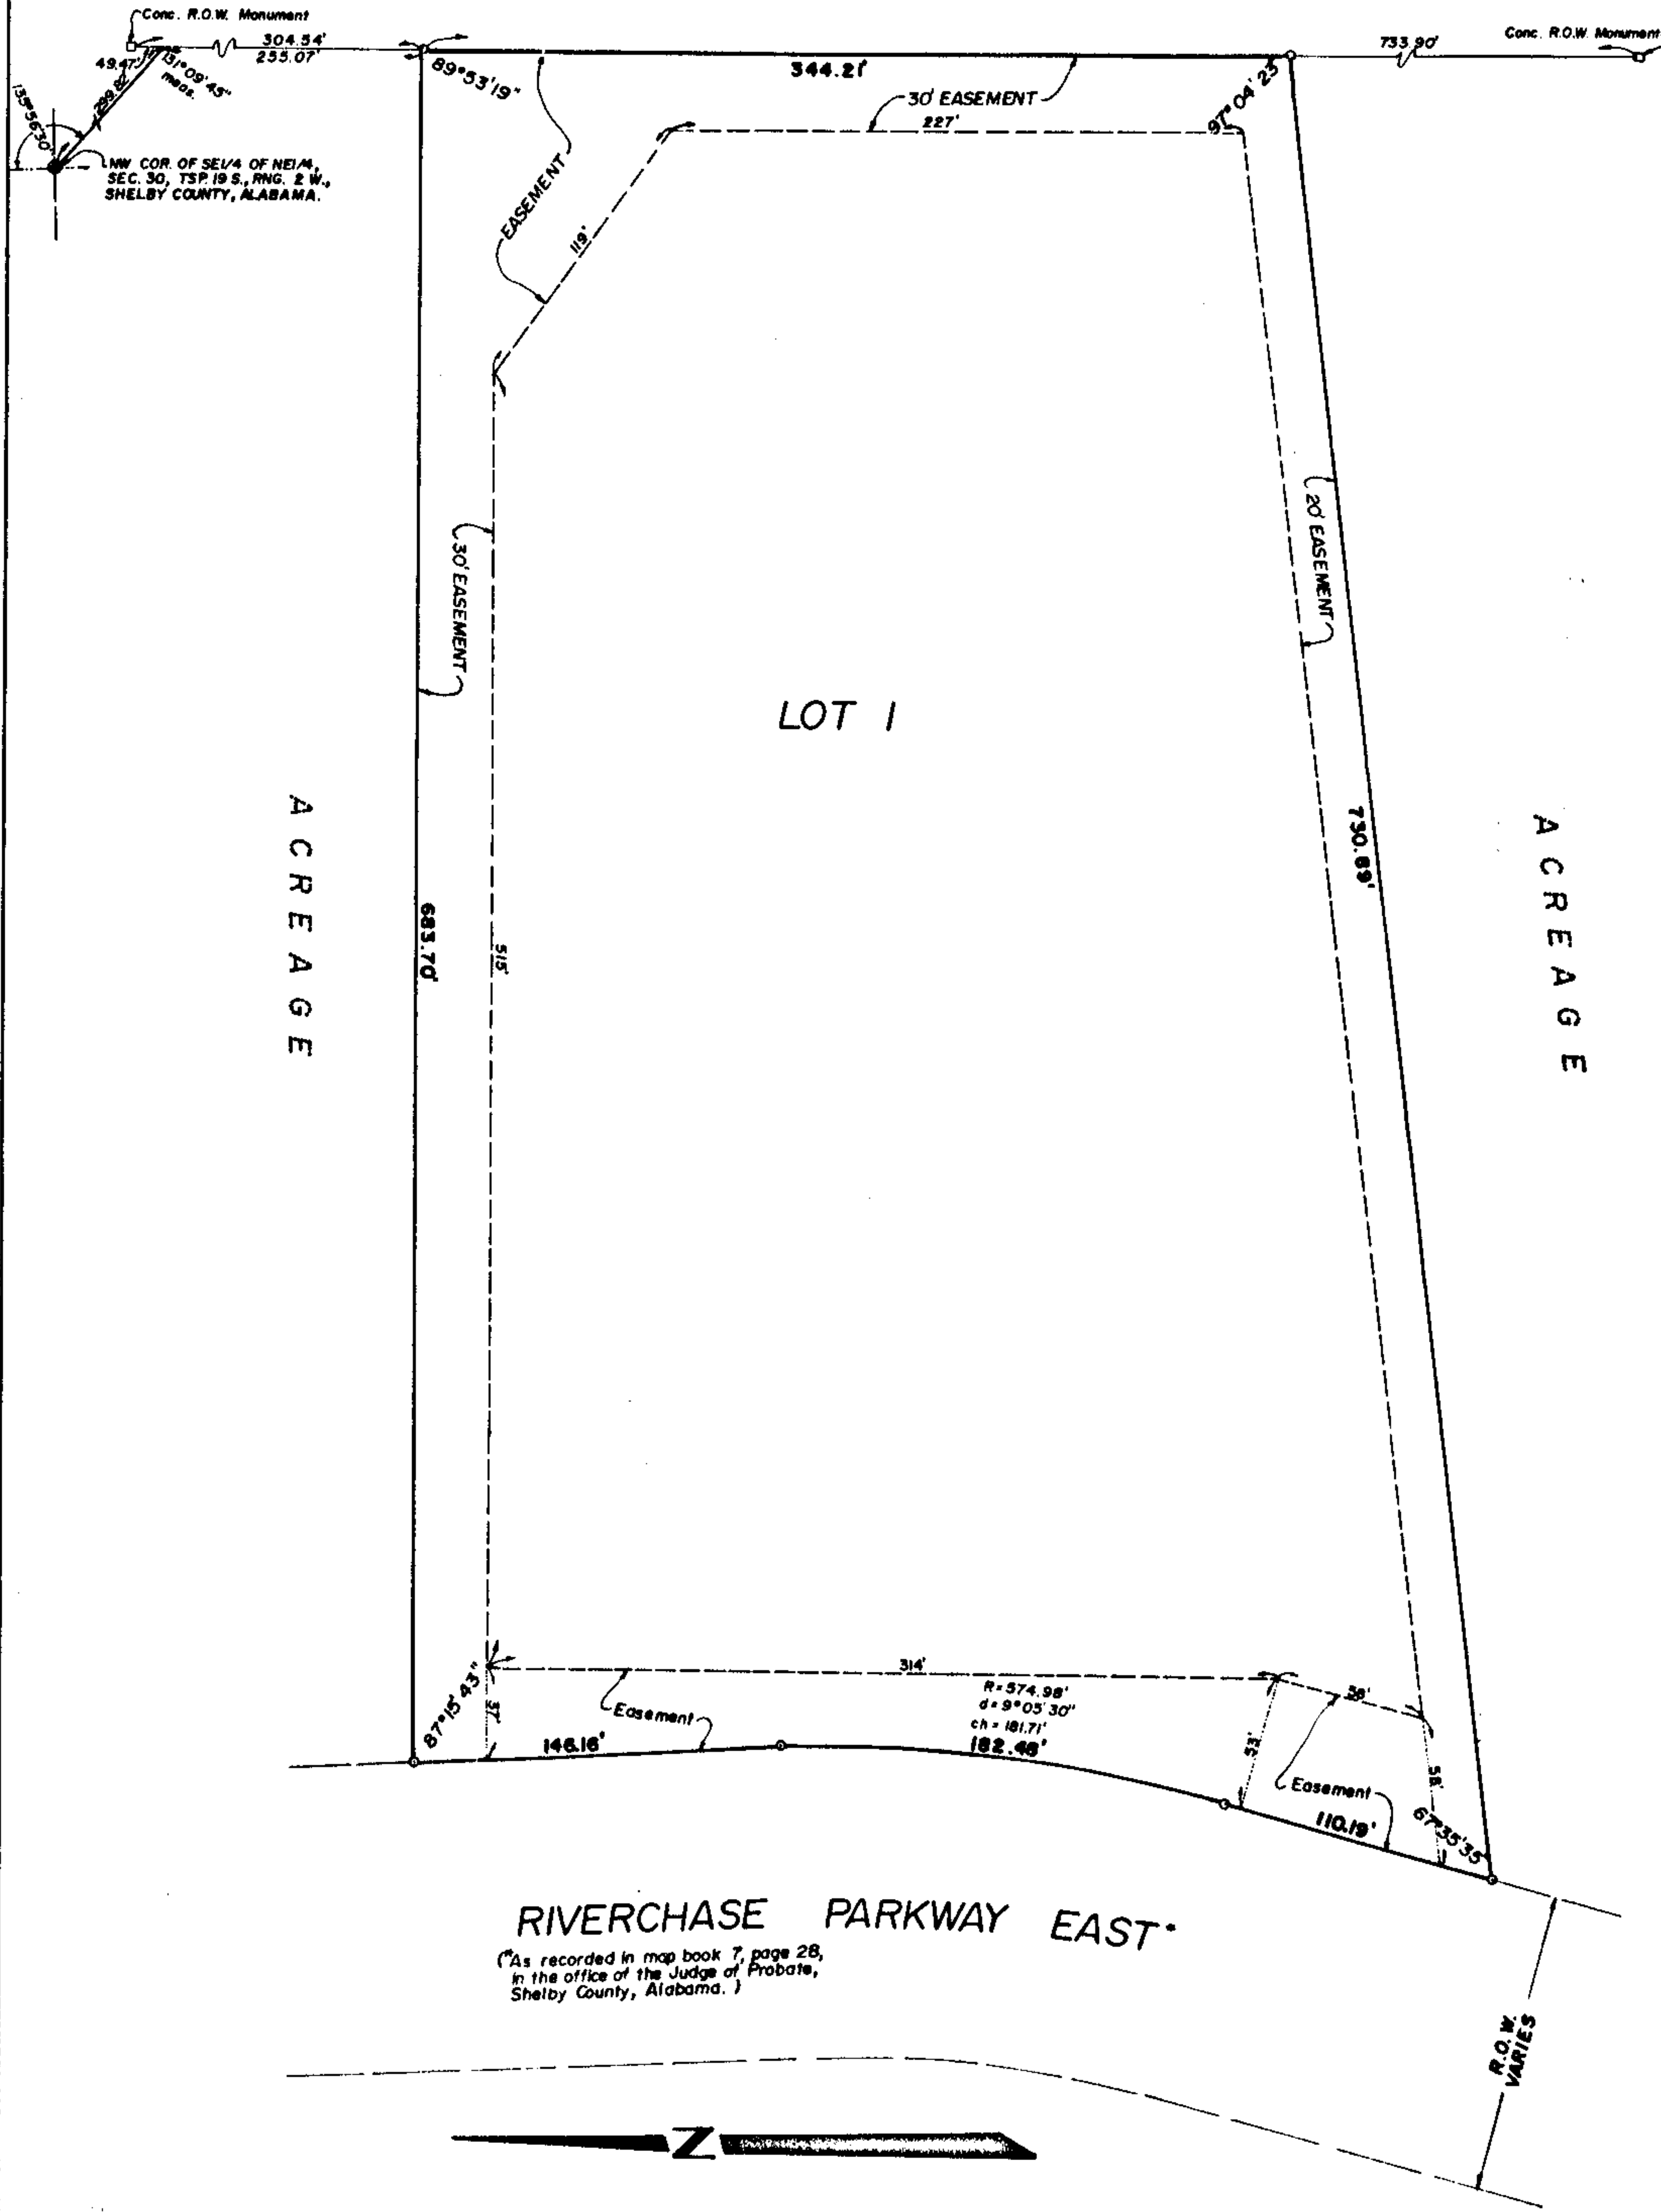 Conc. R.O.W. Monument
304.54'
255.07'
49.47'
131°09'45"
meas.
299.82'
135°56'30"
NW COR. OF SE1/4 OF NE1/4,
SEC. 30, TSP. 19 S., RNG. 2 W.,
SHELBY COUNTY, ALABAMA.
89°53'19"
344.21'
97°04'23"
733.90'
Conc. R.O.W. Monument
30' EASEMENT
227'
EASEMENT
119'
30' EASEMENT
20' EASEMENT
LOT 1
ACREAGE
683.70'
515'
730.89'
ACREAGE
314'
R=574.98'
d=9°05'30"
ch=181.71'
182.48'
87°15'43"
37'
Easement
146.16'
58'
53'
Easement
58'
110.19'
67°35'35"
RIVERCHASE PARKWAY EAST*
(*As recorded in map book 7, page 28,
in the office of the Judge of Probate,
Shelby County, Alabama.)
R.O.W.
VARIES
N